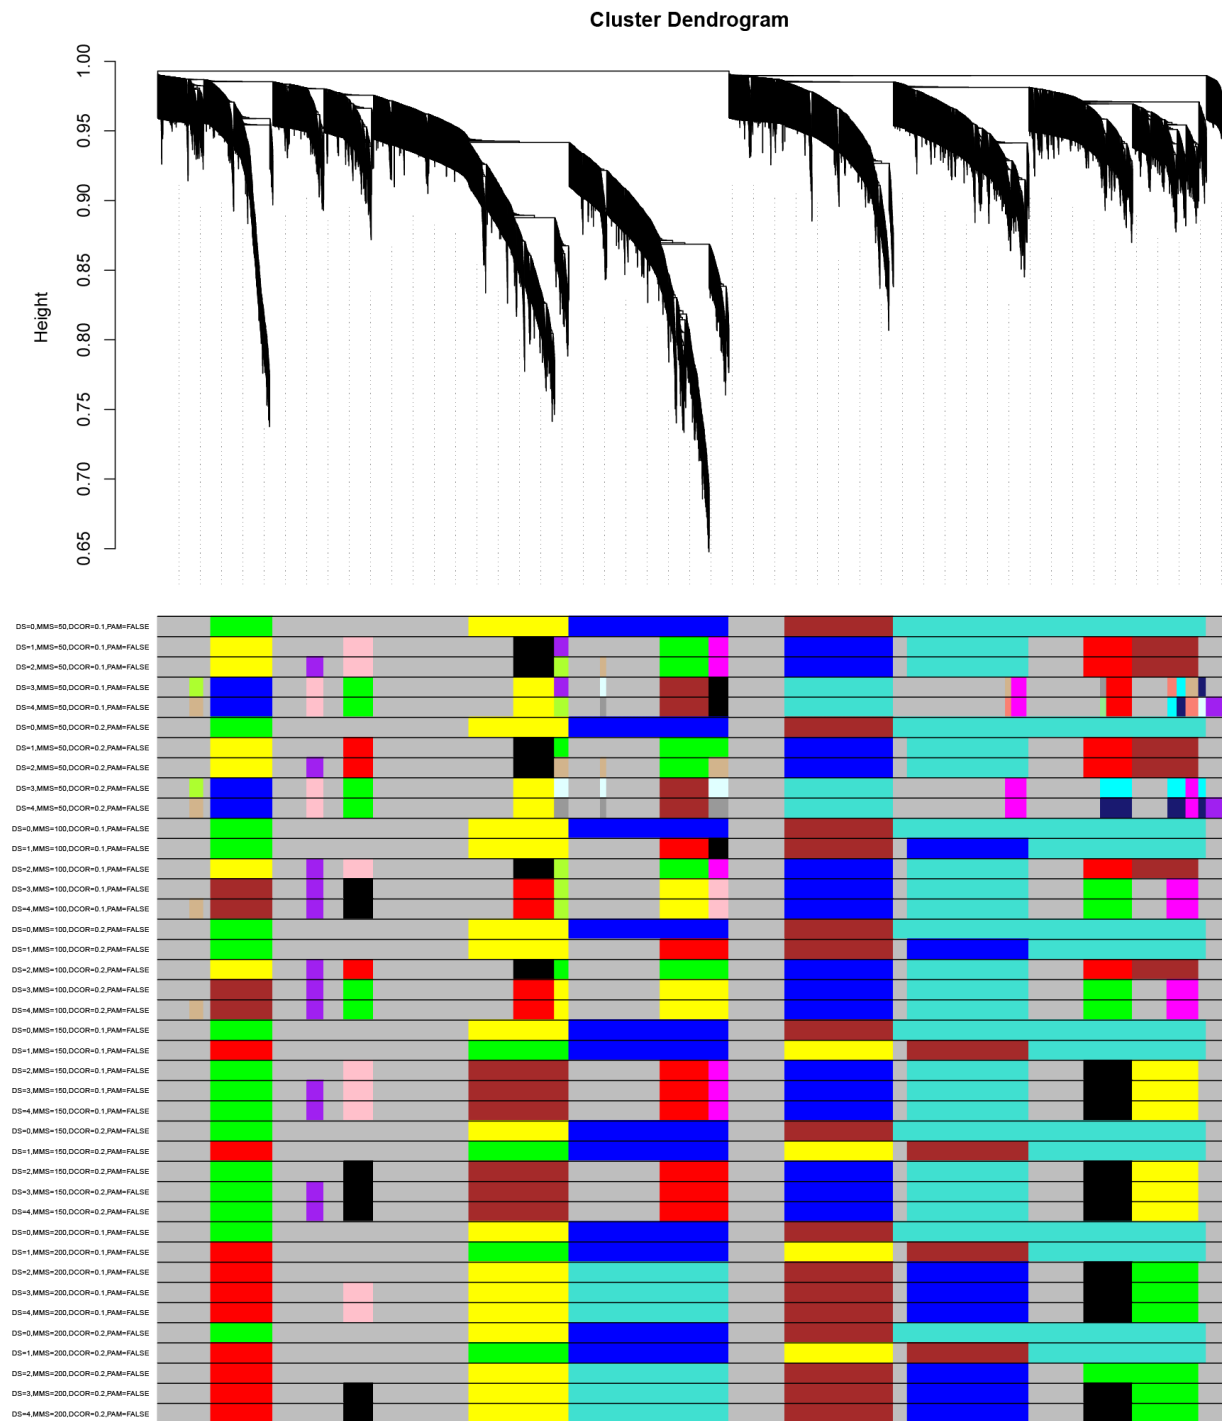 Cluster Dendrogram
Height
1.00
0.95
0.90
0.85
0.80
0.75
0.70
0.65
DS=0,MMS=50,DCOR=0.1,PAM=FALSE
DS=1,MMS=50,DCOR=0.1,PAM=FALSE
DS=2,MMS=50,DCOR=0.1,PAM=FALSE
DS=3,MMS=50,DCOR=0.1,PAM=FALSE
DS=4,MMS=50,DCOR=0.1,PAM=FALSE
DS=0,MMS=50,DCOR=0.2,PAM=FALSE
DS=1,MMS=50,DCOR=0.2,PAM=FALSE
DS=2,MMS=50,DCOR=0.2,PAM=FALSE
DS=3,MMS=50,DCOR=0.2,PAM=FALSE
DS=4,MMS=50,DCOR=0.2,PAM=FALSE
DS=0,MMS=100,DCOR=0.1,PAM=FALSE
DS=1,MMS=100,DCOR=0.1,PAM=FALSE
DS=2,MMS=100,DCOR=0.1,PAM=FALSE
DS=3,MMS=100,DCOR=0.1,PAM=FALSE
DS=4,MMS=100,DCOR=0.1,PAM=FALSE
DS=0,MMS=100,DCOR=0.2,PAM=FALSE
DS=1,MMS=100,DCOR=0.2,PAM=FALSE
DS=2,MMS=100,DCOR=0.2,PAM=FALSE
DS=3,MMS=100,DCOR=0.2,PAM=FALSE
DS=4,MMS=100,DCOR=0.2,PAM=FALSE
DS=0,MMS=150,DCOR=0.1,PAM=FALSE
DS=1,MMS=150,DCOR=0.1,PAM=FALSE
DS=2,MMS=150,DCOR=0.1,PAM=FALSE
DS=3,MMS=150,DCOR=0.1,PAM=FALSE
DS=4,MMS=150,DCOR=0.1,PAM=FALSE
DS=0,MMS=150,DCOR=0.2,PAM=FALSE
DS=1,MMS=150,DCOR=0.2,PAM=FALSE
DS=2,MMS=150,DCOR=0.2,PAM=FALSE
DS=3,MMS=150,DCOR=0.2,PAM=FALSE
DS=4,MMS=150,DCOR=0.2,PAM=FALSE
DS=0,MMS=200,DCOR=0.1,PAM=FALSE
DS=1,MMS=200,DCOR=0.1,PAM=FALSE
DS=2,MMS=200,DCOR=0.1,PAM=FALSE
DS=3,MMS=200,DCOR=0.1,PAM=FALSE
DS=4,MMS=200,DCOR=0.1,PAM=FALSE
DS=0,MMS=200,DCOR=0.2,PAM=FALSE
DS=1,MMS=200,DCOR=0.2,PAM=FALSE
DS=2,MMS=200,DCOR=0.2,PAM=FALSE
DS=3,MMS=200,DCOR=0.2,PAM=FALSE
DS=4,MMS=200,DCOR=0.2,PAM=FALSE